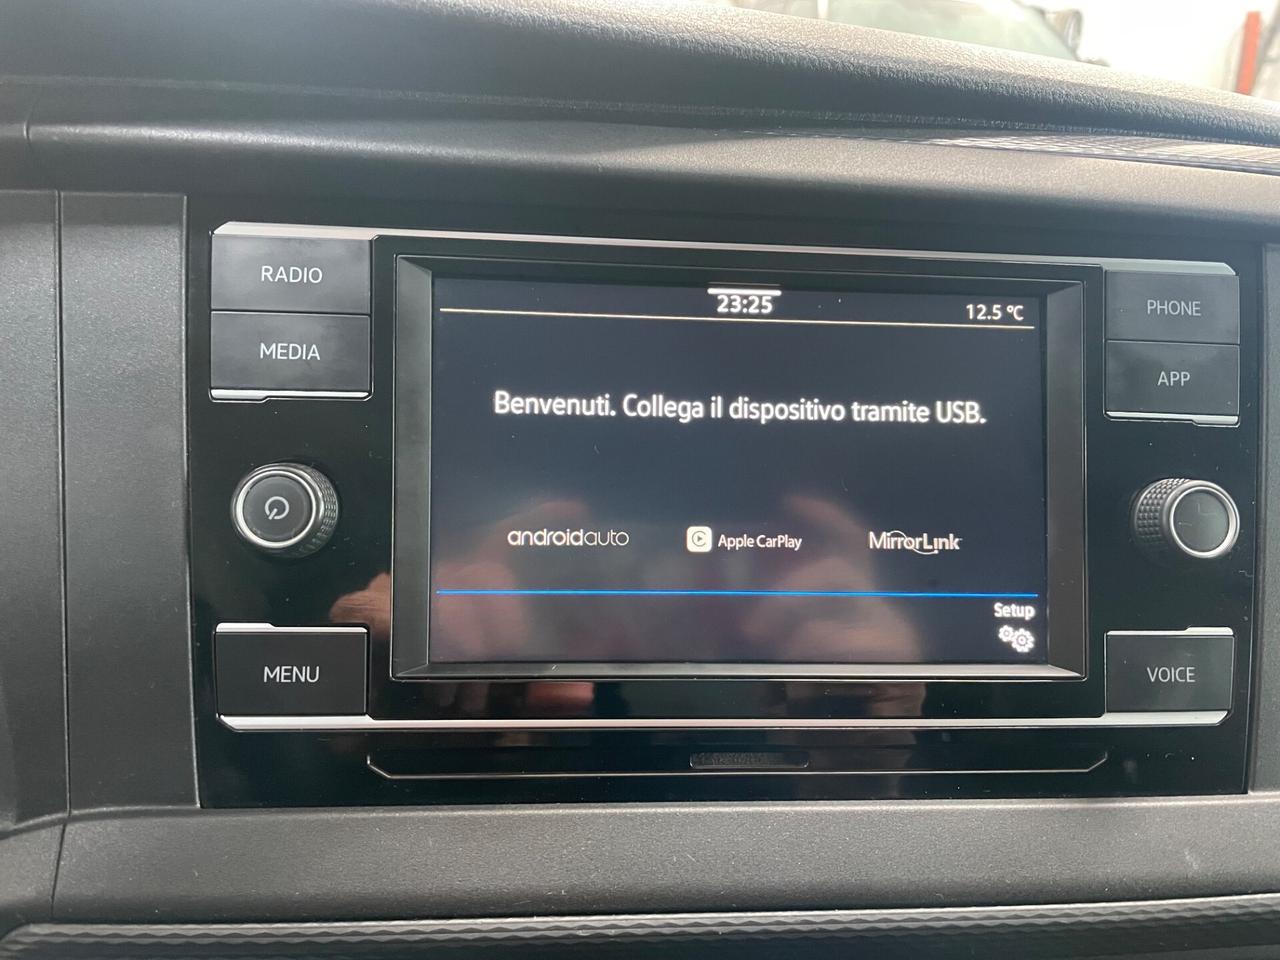 RADIO
MEDIA
MENU
23:25
12.5 °C
Benvenuti. Collega il dispositivo tramite USB.
androidauto
Apple CarPlay
MirrorLink
Setup
PHONE
APP
VOICE